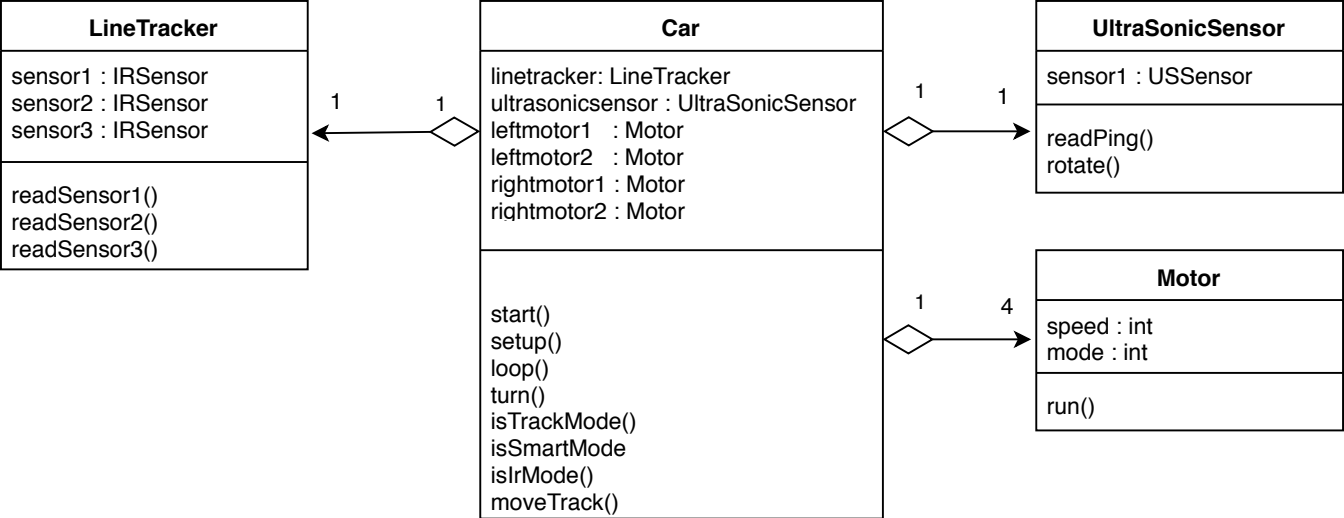 LineTracker
sensor1 : IRSensor
sensor2 : IRSensor
sensor3 : IRSensor
readSensor1()
readSensor2()
readSensor3()
1
1
Car
linetracker: LineTracker
ultrasonicsensor : UltraSonicSensor
leftmotor1 : Motor
leftmotor2 : Motor
rightmotor1 : Motor
rightmotor2 : Motor
start()
setup()
loop()
turn()
isTrackMode()
isSmartMode
isIrMode()
moveTrack()
1
1
UltraSonicSensor
sensor1 : USSensor
readPing()
rotate()
1
4
Motor
speed : int
mode : int
run()